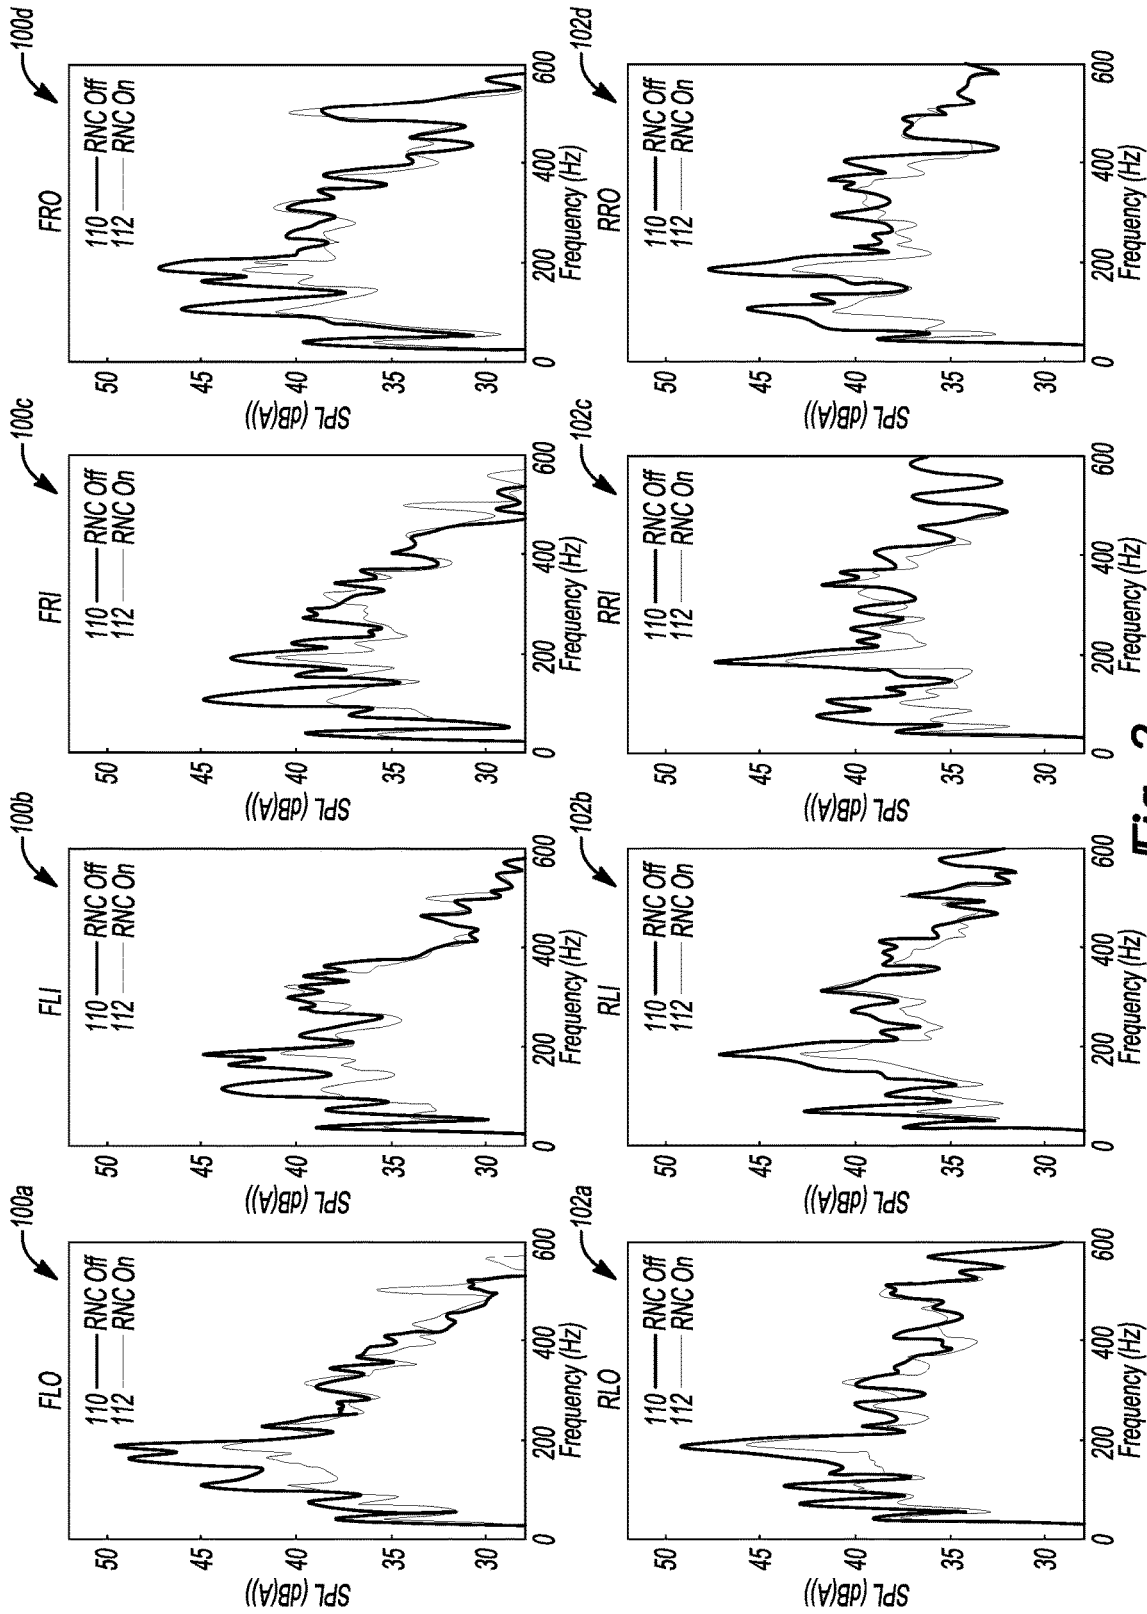 FLO
100a
110 RNC Off
112 RNC On
50
45
40
35
30
SPL (dB(A))
0 200 400 600
Frequency (Hz)
FLI
100b
110 RNC Off
112 RNC On
50
45
40
35
30
SPL (dB(A))
0 200 400 600
Frequency (Hz)
FRI
100c
110 RNC Off
112 RNC On
50
45
40
35
30
SPL (dB(A))
0 200 400 600
Frequency (Hz)
FRO
100d
110 RNC Off
112 RNC On
50
45
40
35
30
SPL (dB(A))
0 200 400 600
Frequency (Hz)
RLO
102a
110 RNC Off
112 RNC On
50
45
40
35
30
SPL (dB(A))
0 200 400 600
Frequency (Hz)
RLI
102b
110 RNC Off
112 RNC On
50
45
40
35
30
SPL (dB(A))
0 200 400 600
Frequency (Hz)
RRI
102c
110 RNC Off
112 RNC On
50
45
40
35
30
SPL (dB(A))
0 200 400 600
Frequency (Hz)
RRO
102d
110 RNC Off
112 RNC On
50
45
40
35
30
SPL (dB(A))
0 200 400 600
Frequency (Hz)